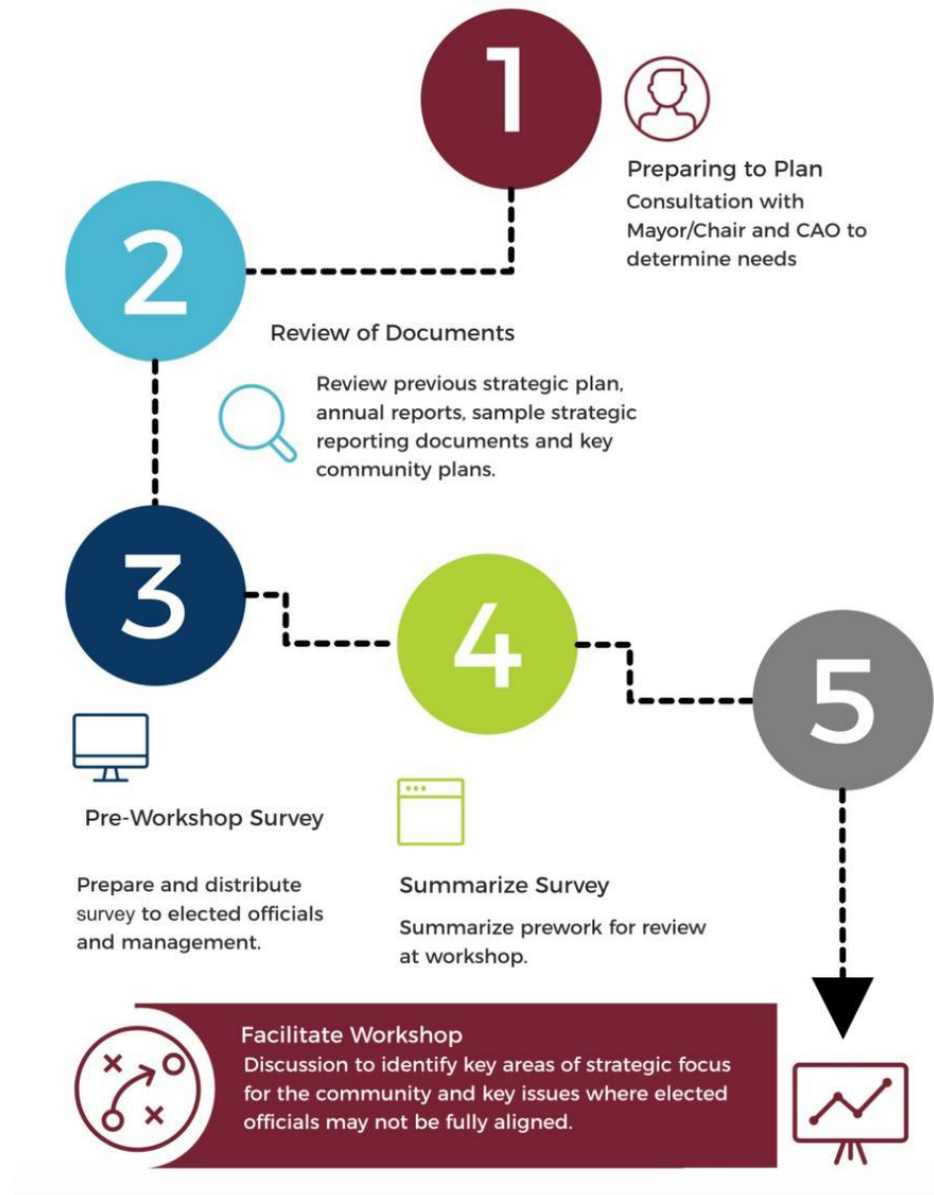 1
Preparing to Plan
Consultation with
Mayor/Chair and CAO to
determine needs
2
Review of Documents
Review previous strategic plan,
annual reports, sample strategic
reporting documents and key
community plans.
3
Pre-Workshop Survey
Prepare and distribute
survey to elected officials
and management.
4
Summarize Survey
Summarize prework for review
at workshop.
5
Facilitate Workshop
Discussion to identify key areas of strategic focus
for the community and key issues where elected
officials may not be fully aligned.